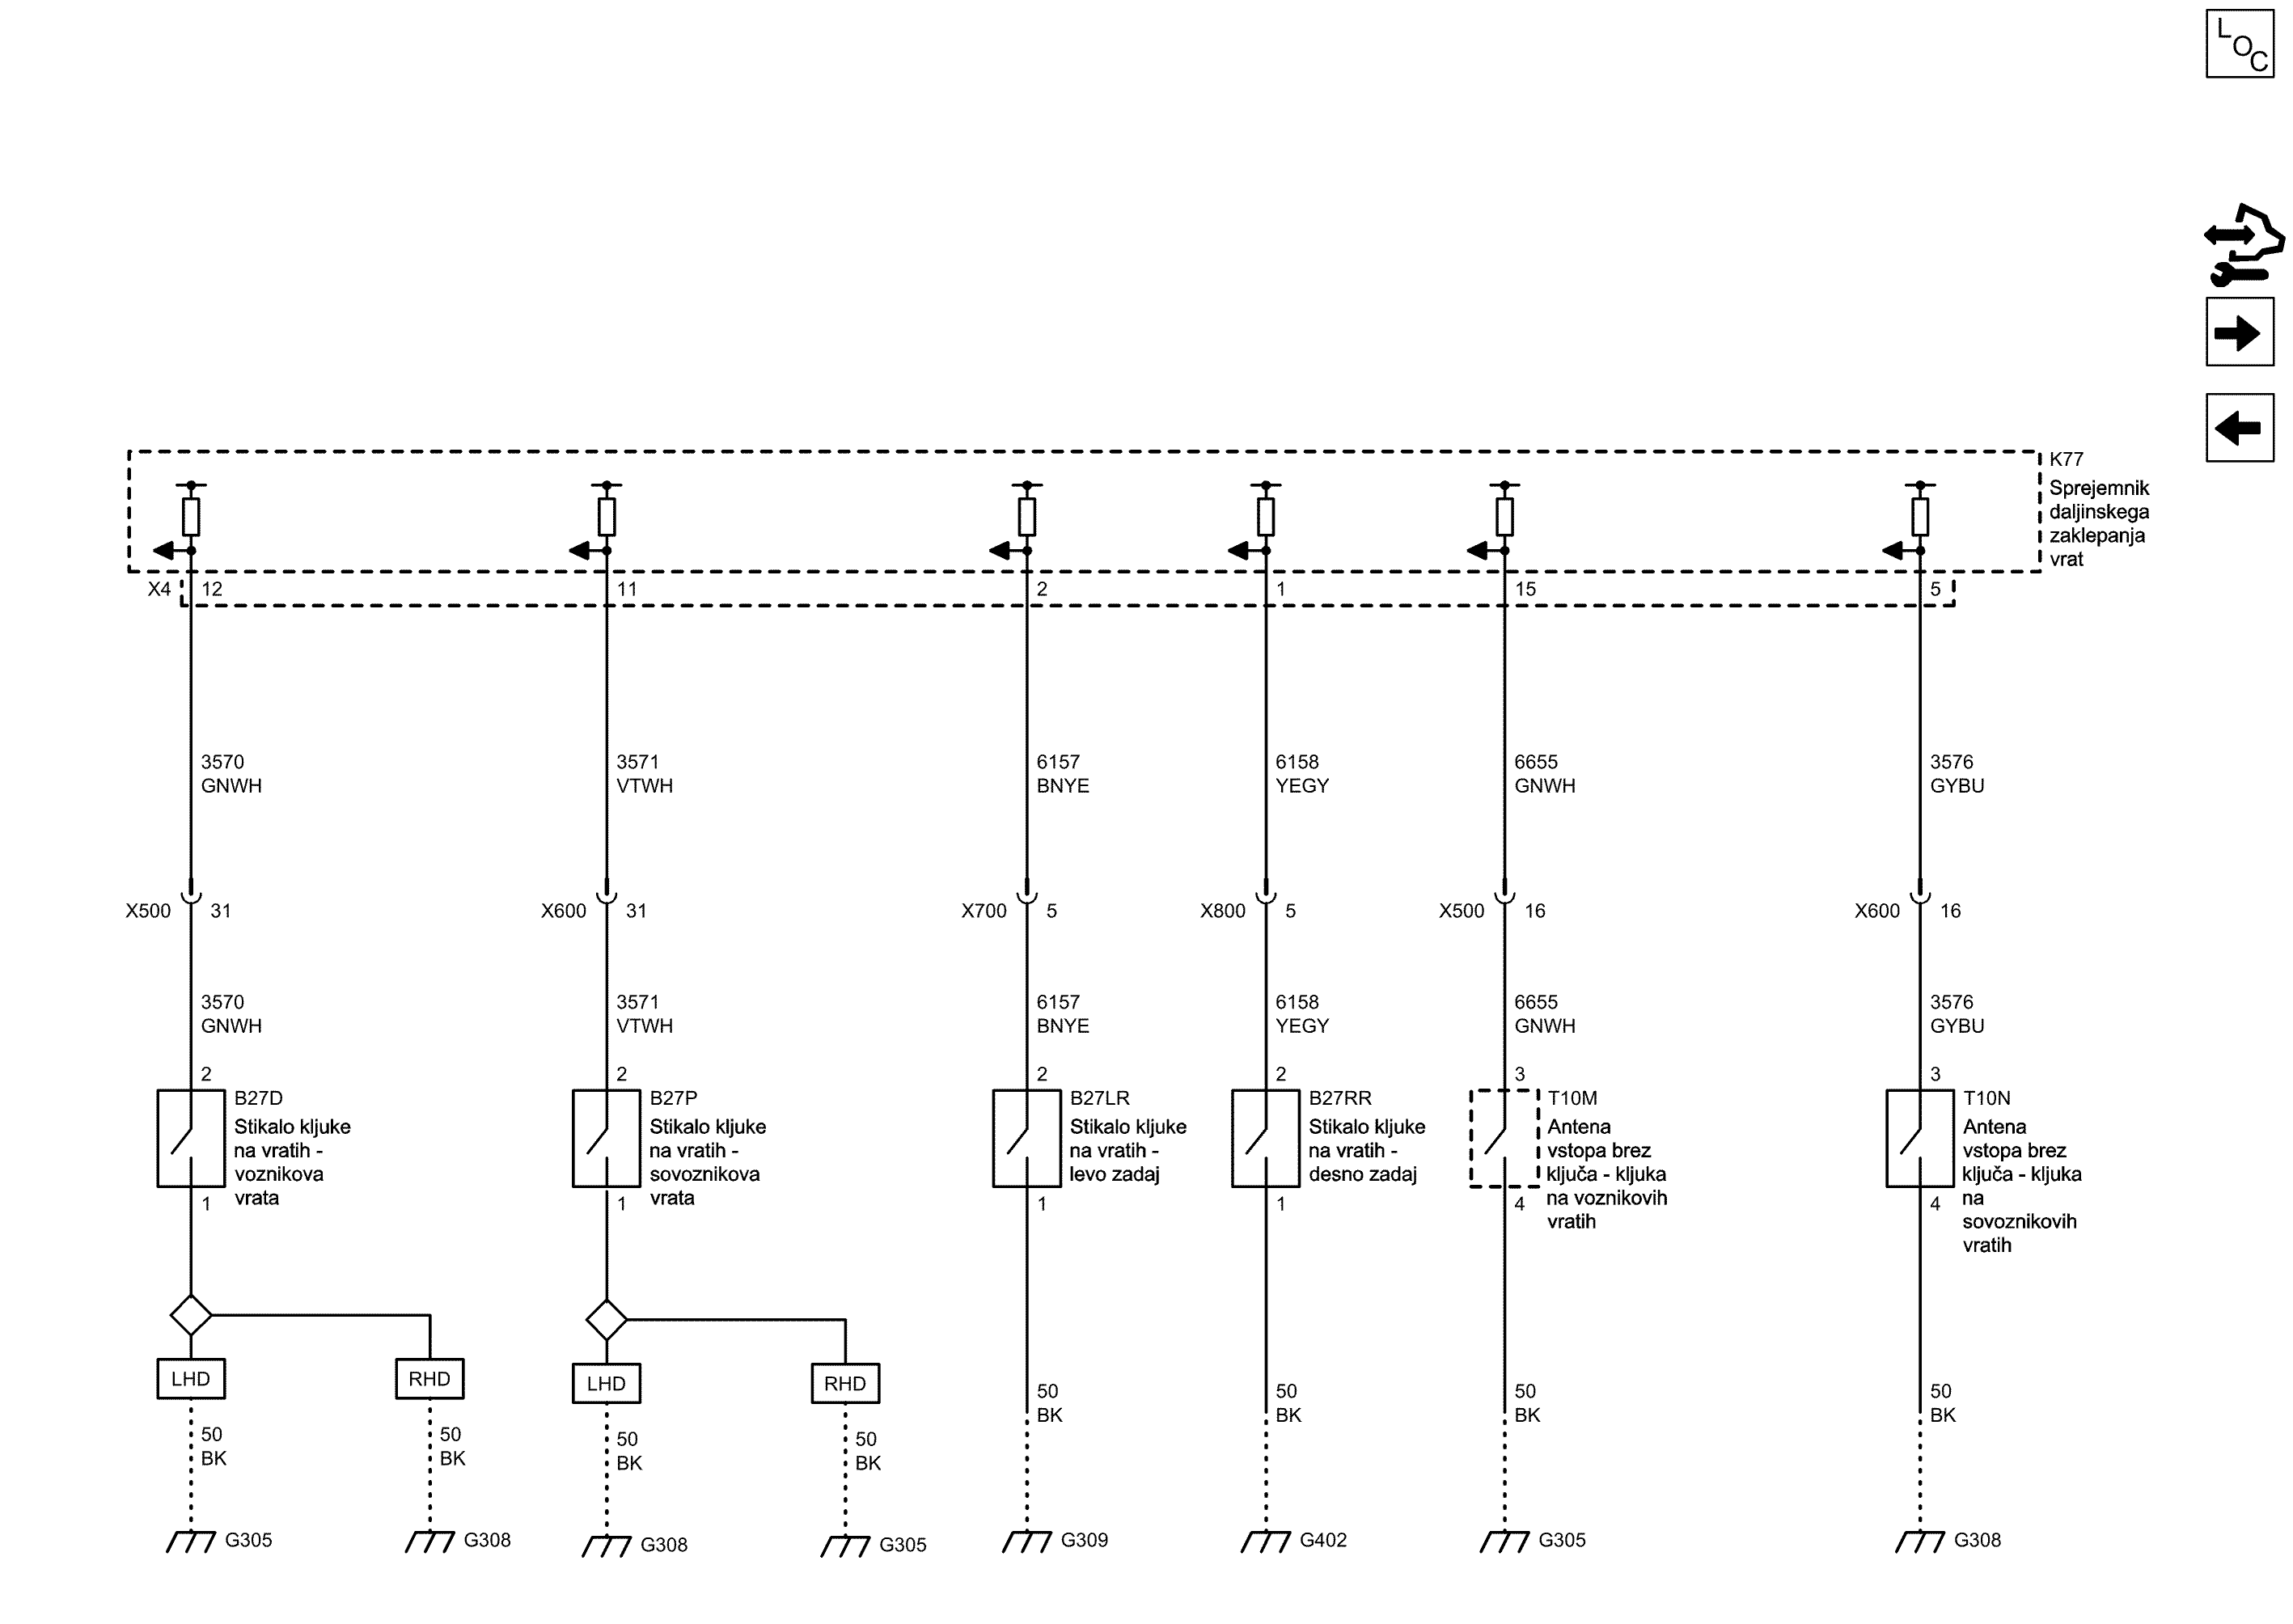 LOC
K77
Sprejemnik
daljinskega
zaklepanja
vrat
X4 12 11 2 1 15 5
3570 3571 6157 6158 6655 3576
GNWH VTWH BNYE YEGY GNWH GYBU
X500 31 X600 31 X700 5 X800 5 X500 16 X600 16
3570 3571 6157 6158 6655 3576
GNWH VTWH BNYE YEGY GNWH GYBU
2 2 2 2 3 3
B27D
Stikalo kljuke
na vratih -
voznikova
vrata
B27P
Stikalo kljuke
na vratih -
sovoznikova
vrata
B27LR
Stikalo kljuke
na vratih -
levo zadaj
B27RR
Stikalo kljuke
na vratih -
desno zadaj
T10M
Antena
vstopa brez
ključa - kljuka
na voznikovih
vratih
T10N
Antena
vstopa brez
ključa - kljuka
na
sovoznikovih
vratih
1 1 1 1 4 4
LHD RHD LHD RHD
50 50 50 50 50 50 50 50
BK BK BK BK BK BK BK BK
G305 G308 G308 G305 G309 G402 G305 G308